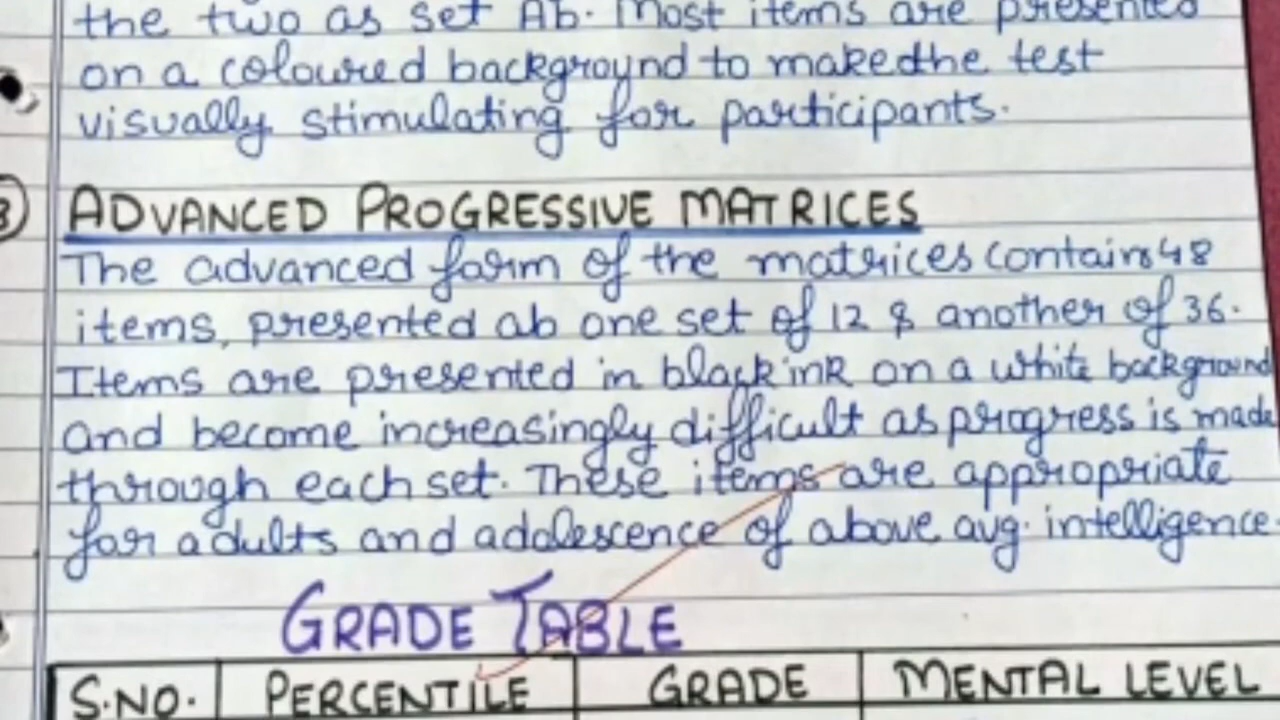 the two as set Ab. Most items are presented
on a coloured background to makedthe test
visually stimulating for participants.
3 ADVANCED PROGRESSIVE MATRICES
The advanced form of the matrices contains 48
items, presented ab one set of 12 & another of 36.
Items are presented in black ink on a white background
and become increasingly difficult as progress is made
through each set. These items are appropriate
for adults and adolescence of above avg. intelligence
GRADE TABLE
S.NO. PERCENTILE GRADE MENTAL LEVEL